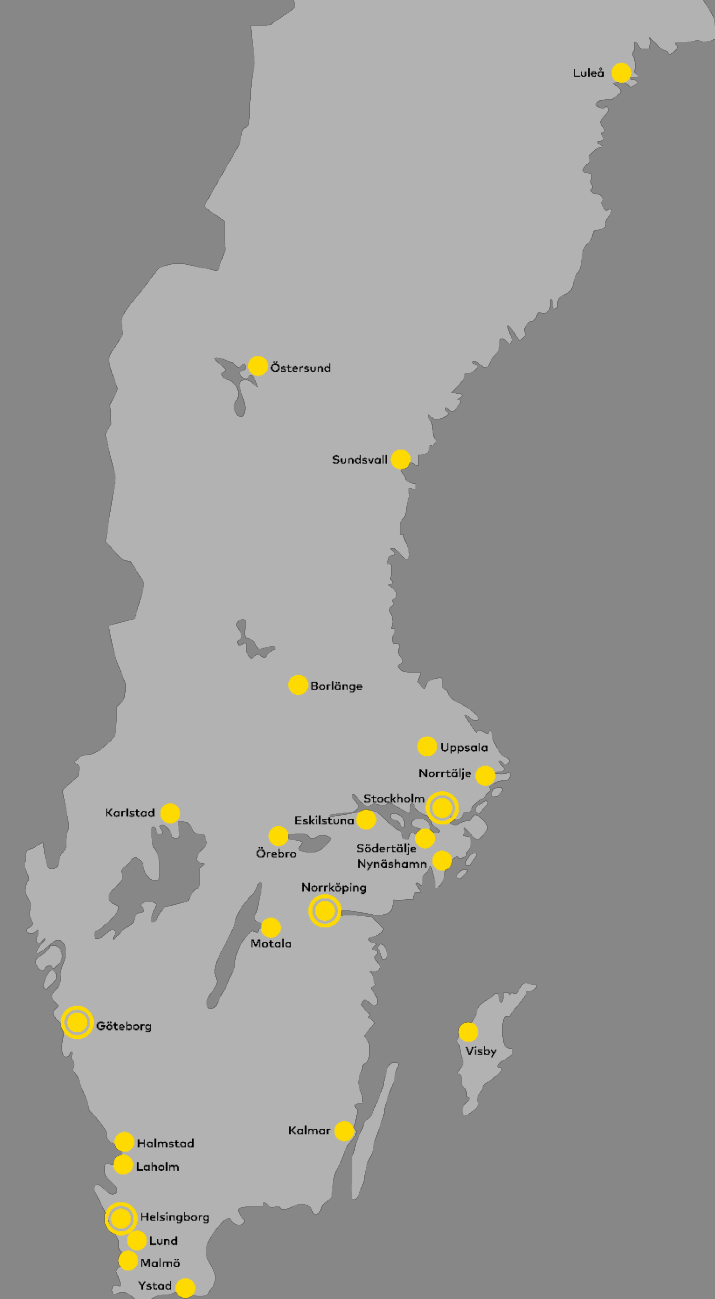 Luleå
Östersund
Sundsvall
Borlänge
Uppsala
Norrtälje
Stockholm
Karlstad
Eskilstuna
Örebro
Södertälje
Nynäshamn
Norrköping
Motala
Göteborg
Visby
Kalmar
Halmstad
Laholm
Helsingborg
Lund
Malmö
Ystad